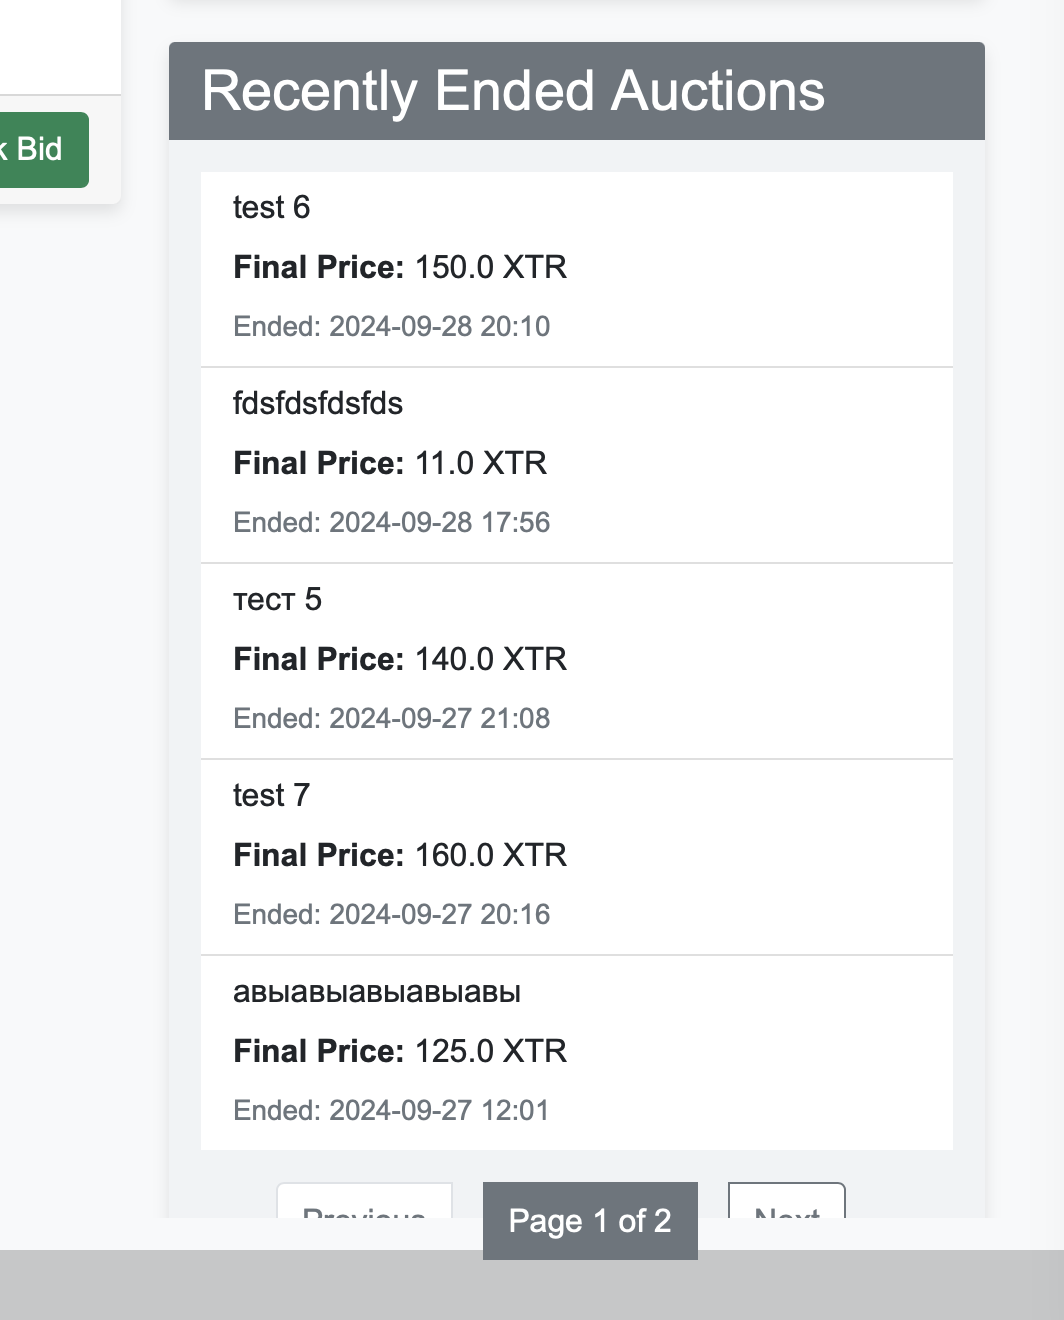 k Bid
Recently Ended Auctions
test 6
Final Price: 150.0 XTR
Ended: 2024-09-28 20:10
fdsfdsfdsfds
Final Price: 11.0 XTR
Ended: 2024-09-28 17:56
тест 5
Final Price: 140.0 XTR
Ended: 2024-09-27 21:08
test 7
Final Price: 160.0 XTR
Ended: 2024-09-27 20:16
авыавыавыавыавы
Final Price: 125.0 XTR
Ended: 2024-09-27 12:01
Previous Page 1 of 2 Next